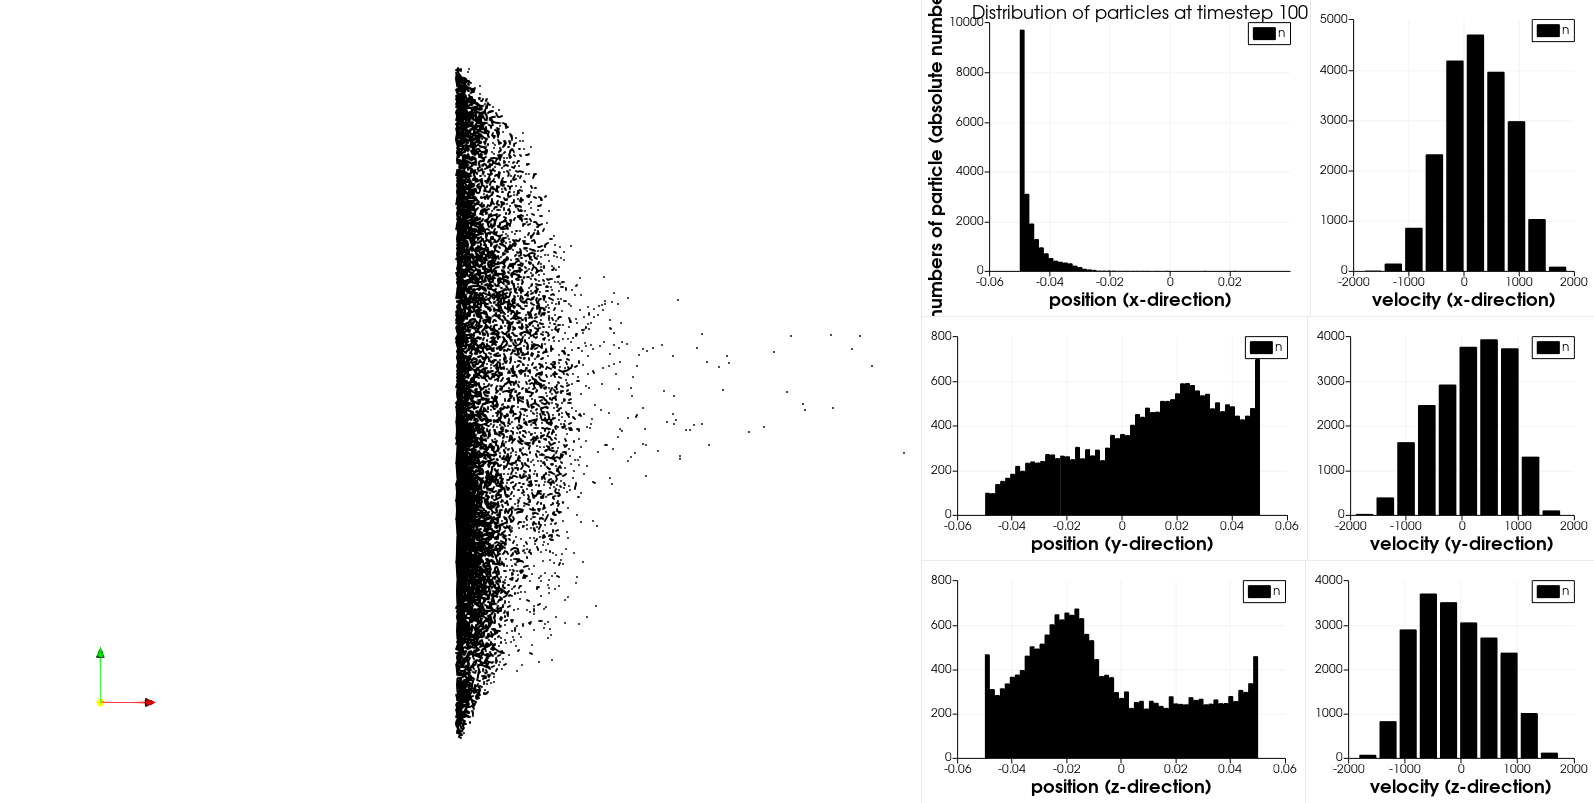 Distribution of particles at timestep 100
numbers of particle (absolute numbe
10000
8000
6000
4000
2000
0
-0.06 -0.04 -0.02 0 0.02
position (x-direction)
n
5000
4000
3000
2000
1000
0
-2000 -1000 0 1000 2000
velocity (x-direction)
n
800
600
400
200
0
-0.06 -0.04 -0.02 0 0.02 0.04 0.06
position (y-direction)
n
4000
3000
2000
1000
0
-2000 -1000 0 1000 2000
velocity (y-direction)
n
800
600
400
200
0
-0.06 -0.04 -0.02 0 0.02 0.04 0.06
position (z-direction)
n
4000
3000
2000
1000
0
-2000 -1000 0 1000 2000
velocity (z-direction)
n